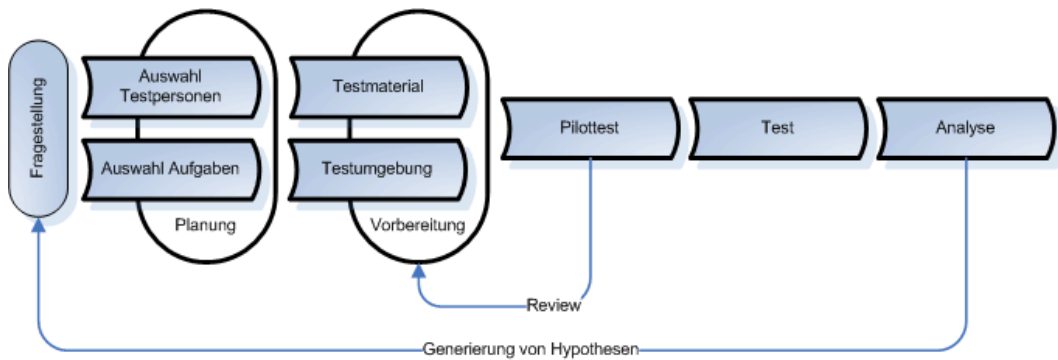 Fragestellung
Auswahl
Testpersonen
Auswahl Aufgaben
Planung
Testmaterial
Testumgebung
Vorbereitung
Pilottest
Test
Analyse
Review
Generierung von Hypothesen